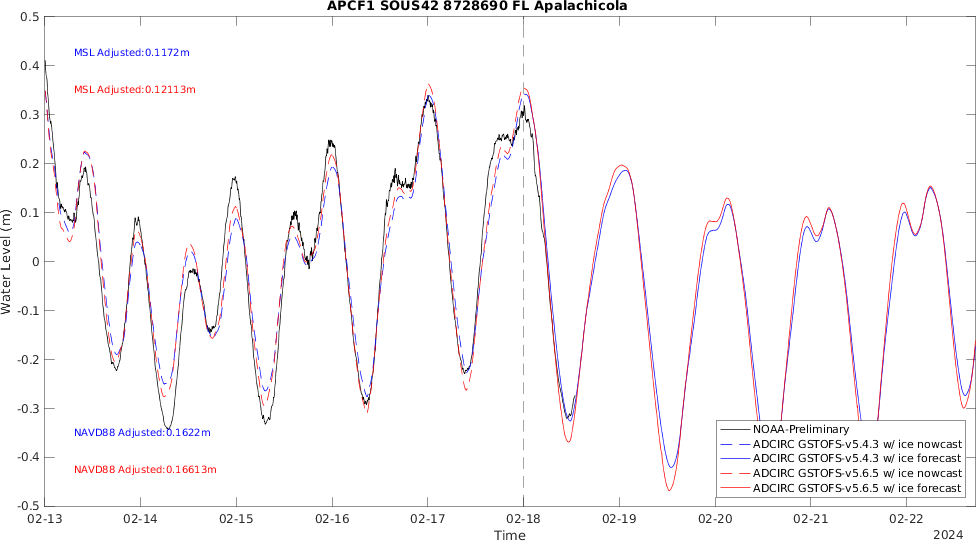 APCF1 SOUS42 8728690 FL Apalachicola
0.5
0.4
0.3
0.2
0.1
0
-0.1
-0.2
-0.3
-0.4
-0.5
Water Level (m)
MSL Adjusted:0.1172m
MSL Adjusted:0.12113m
NAVD88 Adjusted:0.1622m
NAVD88 Adjusted:0.16613m
NOAA-Preliminary
ADCIRC GSTOFS-v5.4.3 w/ ice nowcast
ADCIRC GSTOFS-v5.4.3 w/ ice forecast
ADCIRC GSTOFS-v5.6.5 w/ ice nowcast
ADCIRC GSTOFS-v5.6.5 w/ ice forecast
02-13 02-14 02-15 02-16 02-17 02-18 02-19 02-20 02-21 02-22
Time
2024